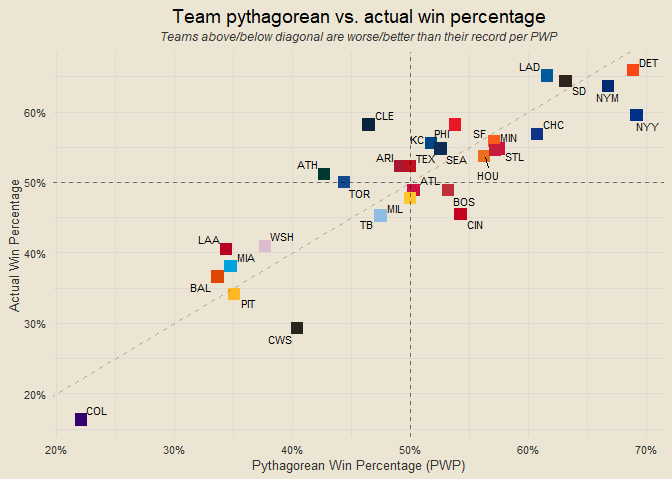 Team pythagorean vs. actual win percentage
Teams above/below diagonal are worse/better than their record per PWP
DET
LAD
SD
NYM
60%
CLE
NYY
CHC
PHI
SF
MIN
KC
ARI
TEX
SEA
STL
ATH
HOU
50%
ATL
TOR
BOS
MIL
TB
CIN
WSH
LAA
40%
MIA
BAL
PIT
CWS
30%
20%
COL
20%
30%
40%
50%
60%
70%
Actual Win Percentage
Pythagorean Win Percentage (PWP)